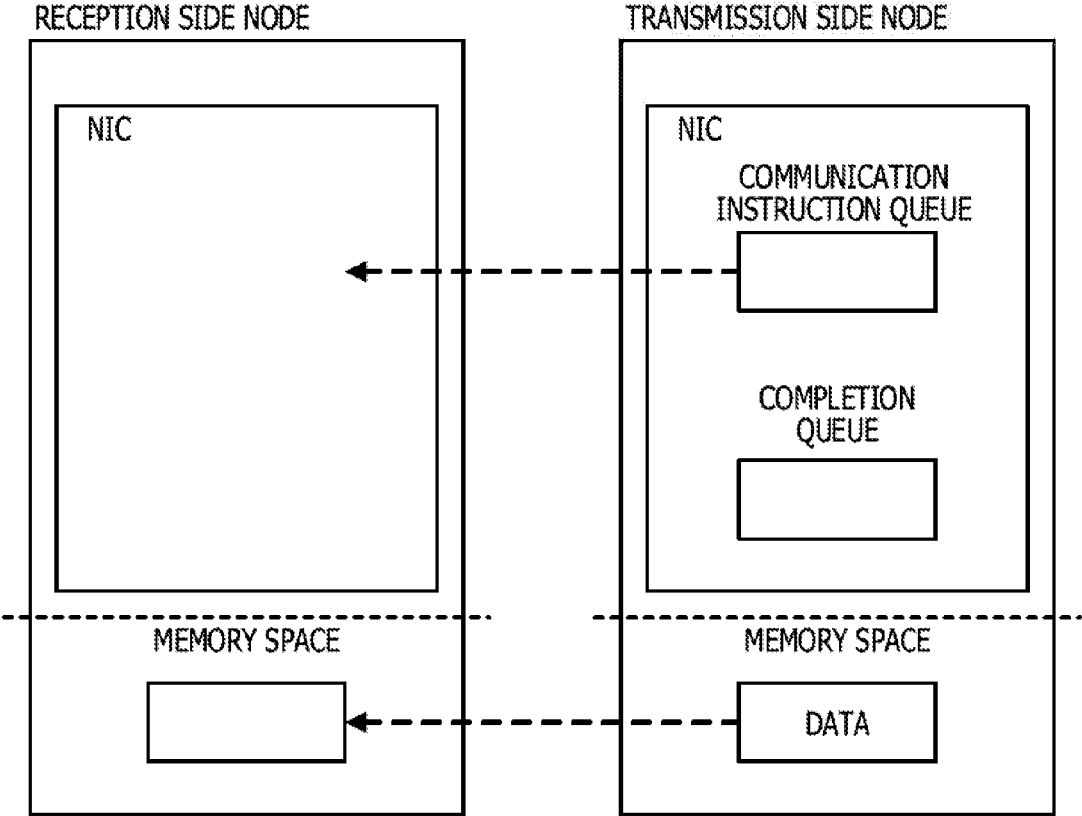 RECEPTION SIDE NODE
TRANSMISSION SIDE NODE
NIC
NIC
COMMUNICATION
INSTRUCTION QUEUE
COMPLETION
QUEUE
MEMORY SPACE
MEMORY SPACE
DATA